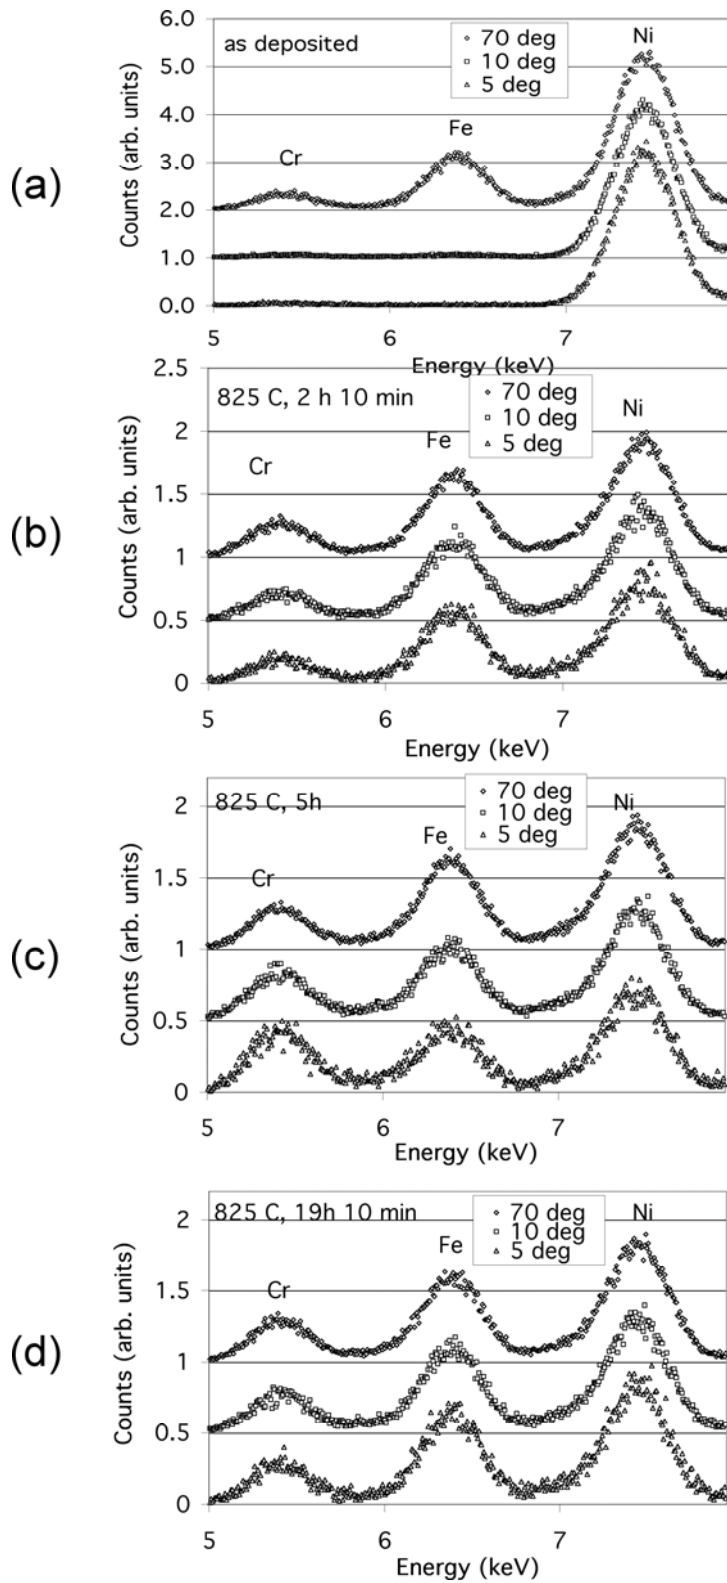 (a)
as deposited
70 deg
10 deg
5 deg
Cr
Fe
Ni
6.0
5.0
4.0
3.0
2.0
1.0
0.0
Counts (arb. units)
5
6
7
Energy (keV)
(b)
825 C, 2 h 10 min
70 deg
10 deg
5 deg
Cr
Fe
Ni
2.5
2
1.5
1
0.5
0
Counts (arb. units)
5
6
7
Energy (keV)
(c)
825 C, 5h
70 deg
10 deg
5 deg
Cr
Fe
Ni
2
1.5
1
0.5
0
Counts (arb. units)
5
6
7
Energy (keV)
(d)
825 C, 19h 10 min
70 deg
10 deg
5 deg
Cr
Fe
Ni
2
1.5
1
0.5
0
Counts (arb. units)
5
6
7
Energy (keV)